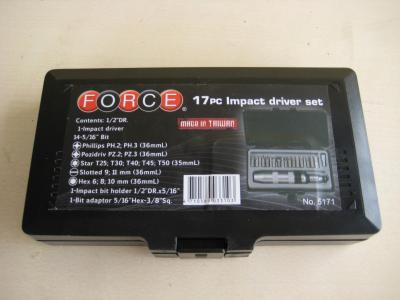 FORCE ® 17PC Impact driver set
MADE IN TAIWAN
Contents: 1/2"DR.
1-Impact driver
14-5/16" Bit
Phillips PH.2; PH.3 (36mmL)
Pozidriv PZ.2; PZ.3 (36mmL)
Star T25; T30; T40; T45; T50 (35mmL)
Slotted 9; 11 mm (36mmL)
Hex 6; 8; 10 mm (36mmL)
1-Impact bit holder 1/2"DR.x5/16"
1-Bit adaptor 5/16"Hex-3/8"Sq.
No. 5171